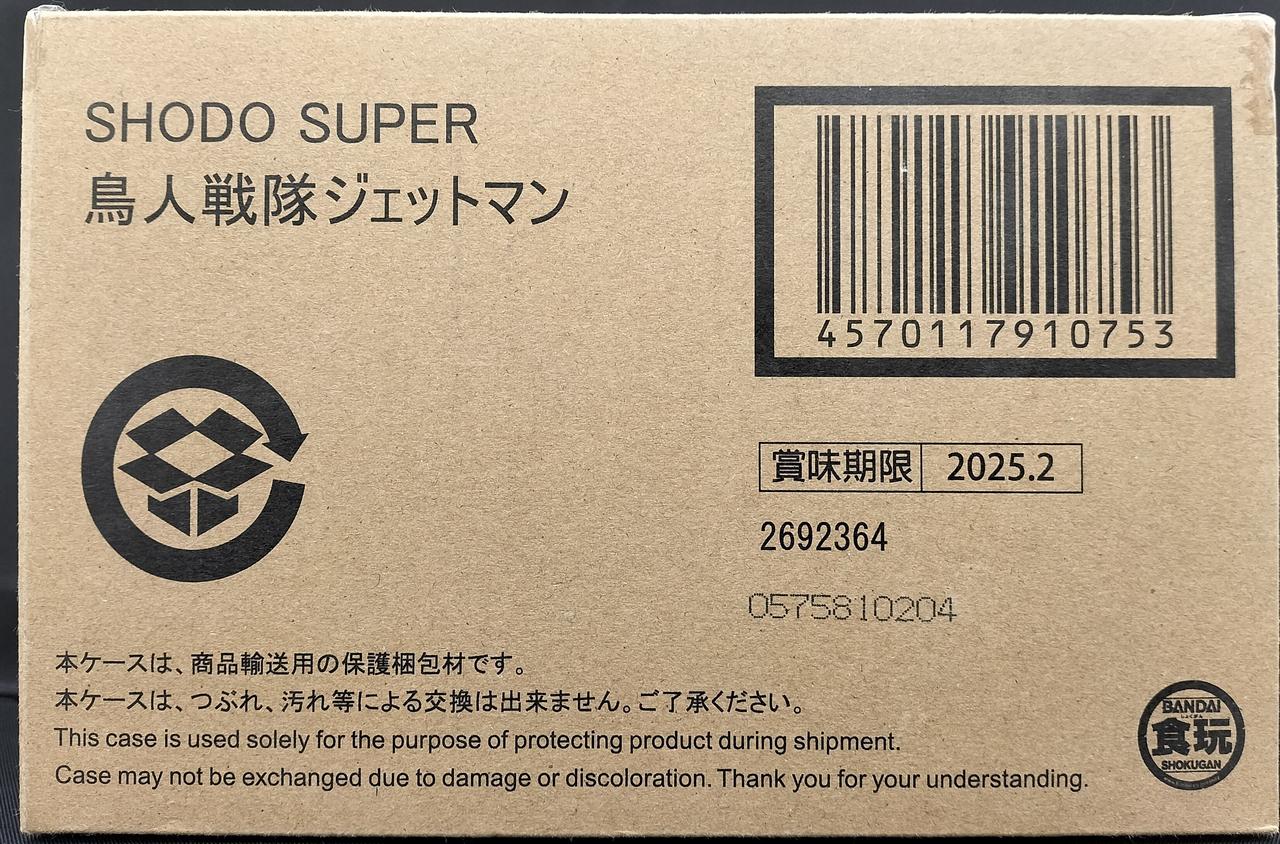 SHODO SUPER
鳥人戦隊ジェットマン
4570117910753
賞味期限 2025.2
2692364
0575810204
本ケースは、商品輸送用の保護梱包材です。
本ケースは、つぶれ、汚れ等による交換は出来ません。ご了承ください。
This case is used solely for the purpose of protecting product during shipment.
Case may not be exchanged due to damage or discoloration. Thank you for your understanding.
BANDAI
しょくがん
食玩
SHOKUGAN